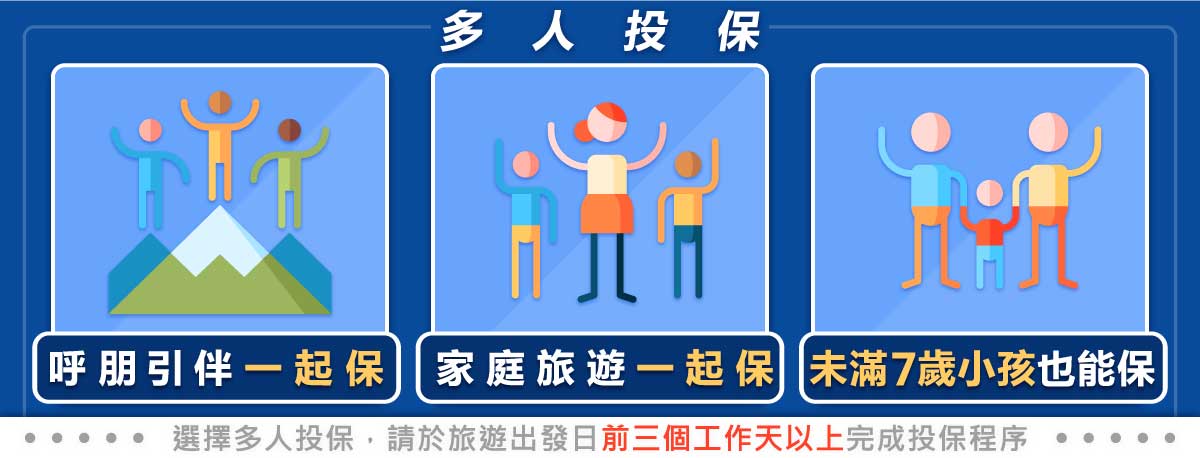 多人投保
呼朋引伴一起保
家庭旅遊一起保
未滿7歲小孩也能保
選擇多人投保，請於旅遊出發日前三個工作天以上完成投保程序